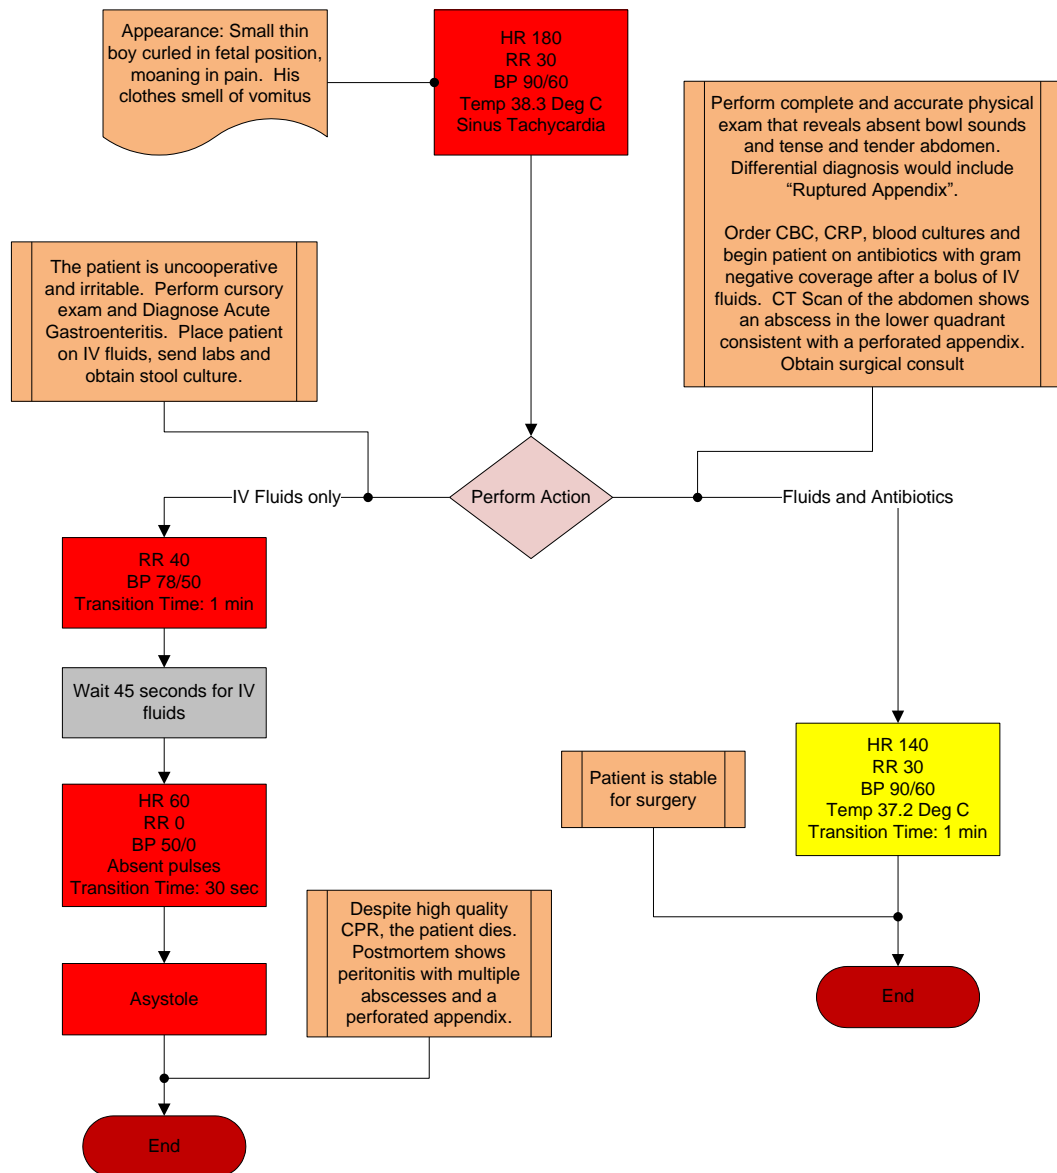 Appearance: Small thin
boy curled in fetal position,
moaning in pain.  His
clothes smell of vomitus
HR 180
RR 30
BP 90/60
Temp 38.3 Deg C
Sinus Tachycardia
Perform complete and accurate physical
exam that reveals absent bowl sounds
and tense and tender abdomen.
Differential diagnosis would include
“Ruptured Appendix”.
Order CBC, CRP, blood cultures and
begin patient on antibiotics with gram
negative coverage after a bolus of IV
fluids.  CT Scan of the abdomen shows
an abscess in the lower quadrant
consistent with a perforated appendix.
Obtain surgical consult
The patient is uncooperative
and irritable.  Perform cursory
exam and Diagnose Acute
Gastroenteritis.  Place patient
on IV fluids, send labs and
obtain stool culture.
IV Fluids only
Perform Action
Fluids and Antibiotics
RR 40
BP 78/50
Transition Time: 1 min
Wait 45 seconds for IV
fluids
HR 60
RR 0
BP 50/0
Absent pulses
Transition Time: 30 sec
Asystole
Despite high quality
CPR, the patient dies.
Postmortem shows
peritonitis with multiple
abscesses and a
perforated appendix.
End
Patient is stable
for surgery
HR 140
RR 30
BP 90/60
Temp 37.2 Deg C
Transition Time: 1 min
End